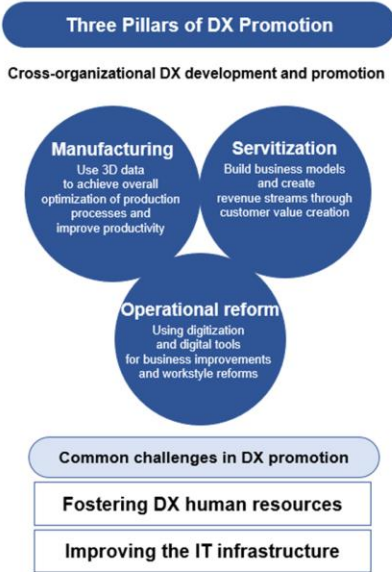 Three Pillars of DX Promotion
Cross-organizational DX development and promotion
Manufacturing
Use 3D data
to achieve overall
optimization of production
processes and
improve productivity
Servitization
Build business models
and create
revenue streams through
customer value creation
Operational reform
Using digitization
and digital tools
for business improvements
and workstyle reforms
Common challenges in DX promotion
Fostering DX human resources
Improving the IT infrastructure